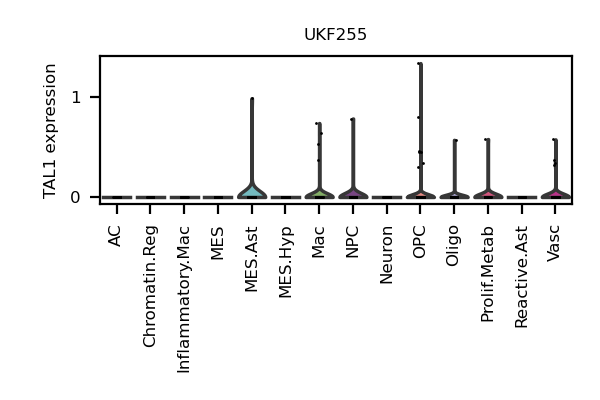 UKF255
TAL1 expression
1
0
AC
Chromatin.Reg
Inflammatory.Mac
MES
MES.Ast
MES.Hyp
Mac
NPC
Neuron
OPC
Oligo
Prolif.Metab
Reactive.Ast
Vasc